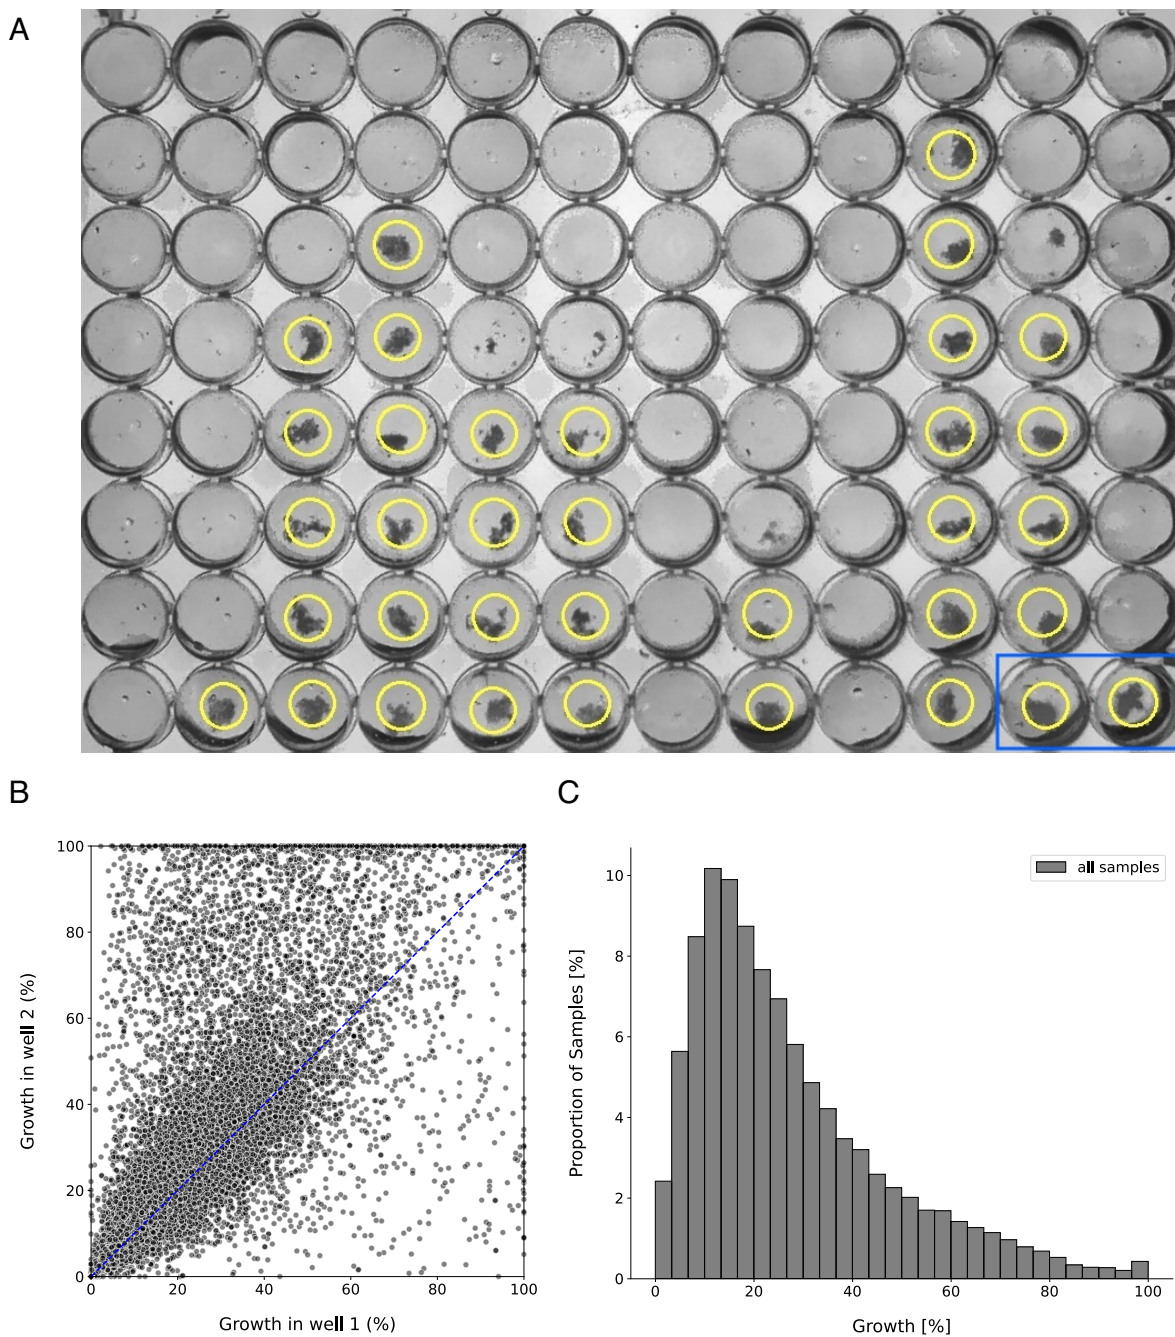 A
B
C
100
80
60
40
20
0
Growth in well 2 (%)
0 20 40 60 80 100
Growth in well 1 (%)
all samples
10
8
6
4
2
0
Proportion of Samples [%]
0 20 40 60 80 100
Growth [%]